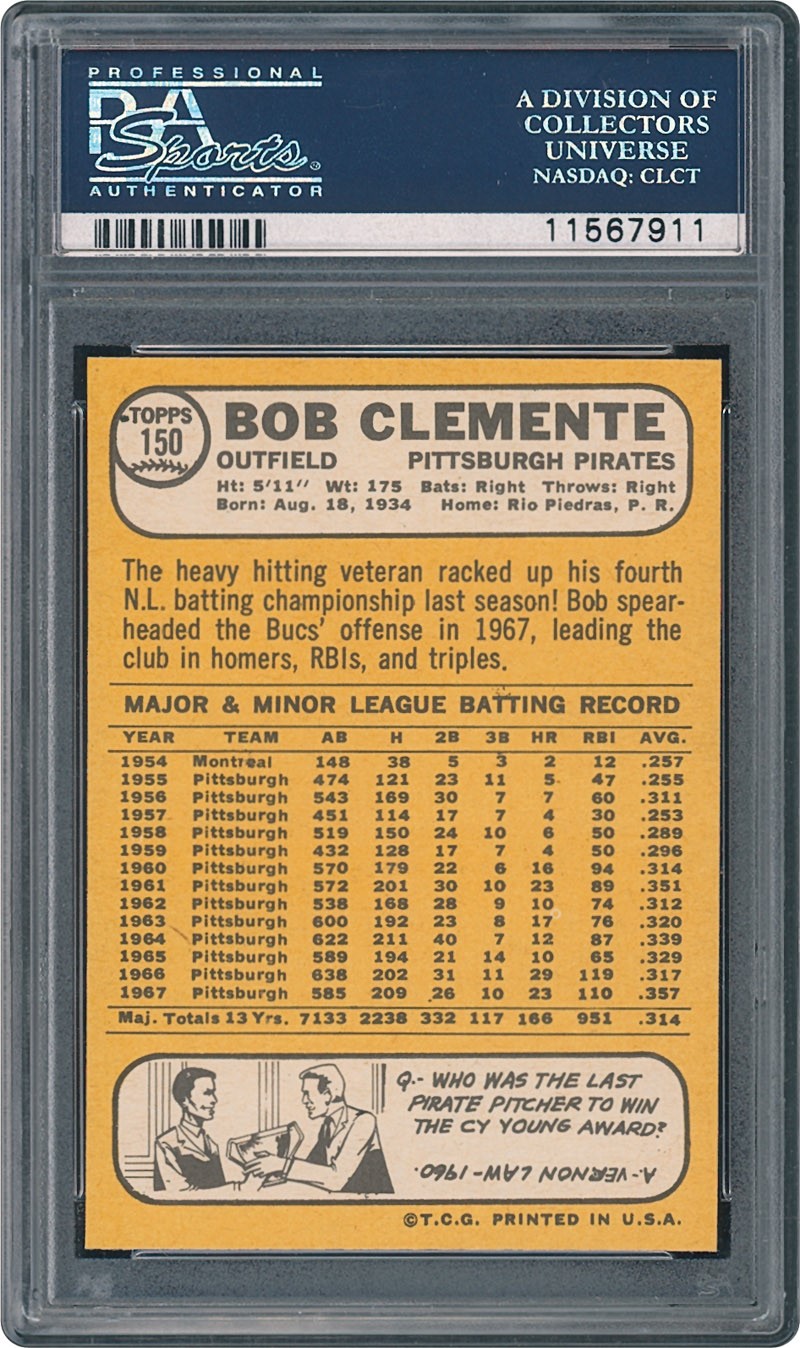 PROFESSIONAL
PSA
Sports
AUTHENTICATOR
A DIVISION OF
COLLECTORS
UNIVERSE
NASDAQ: CLCT
11567911
TOPPS
150
BOB CLEMENTE
OUTFIELD PITTSBURGH PIRATES
Ht: 5'11" Wt: 175 Bats: Right Throws: Right
Born: Aug. 18, 1934 Home: Rio Piedras, P. R.
The heavy hitting veteran racked up his fourth
N.L. batting championship last season! Bob spear-
headed the Bucs' offense in 1967, leading the
club in homers, RBIs, and triples.
MAJOR & MINOR LEAGUE BATTING RECORD
YEAR TEAM AB H 2B 3B HR RBI AVG.
1954 Montreal 148 38 5 3 2 12 .257
1955 Pittsburgh 474 121 23 11 5 47 .255
1956 Pittsburgh 543 169 30 7 7 60 .311
1957 Pittsburgh 451 114 17 7 4 30 .253
1958 Pittsburgh 519 150 24 10 6 50 .289
1959 Pittsburgh 432 128 17 7 4 50 .296
1960 Pittsburgh 570 179 22 6 16 94 .314
1961 Pittsburgh 572 201 30 10 23 89 .351
1962 Pittsburgh 538 168 28 9 10 74 .312
1963 Pittsburgh 600 192 23 8 17 76 .320
1964 Pittsburgh 622 211 40 7 12 87 .339
1965 Pittsburgh 589 194 21 14 10 65 .329
1966 Pittsburgh 638 202 31 11 29 119 .317
1967 Pittsburgh 585 209 26 10 23 110 .357
Maj. Totals 13 Yrs. 7133 2238 332 117 166 951 .314
Q.- WHO WAS THE LAST
PIRATE PITCHER TO WIN
THE CY YOUNG AWARD?
A-VERNON LAW-1960.
©T.C.G. PRINTED IN U.S.A.